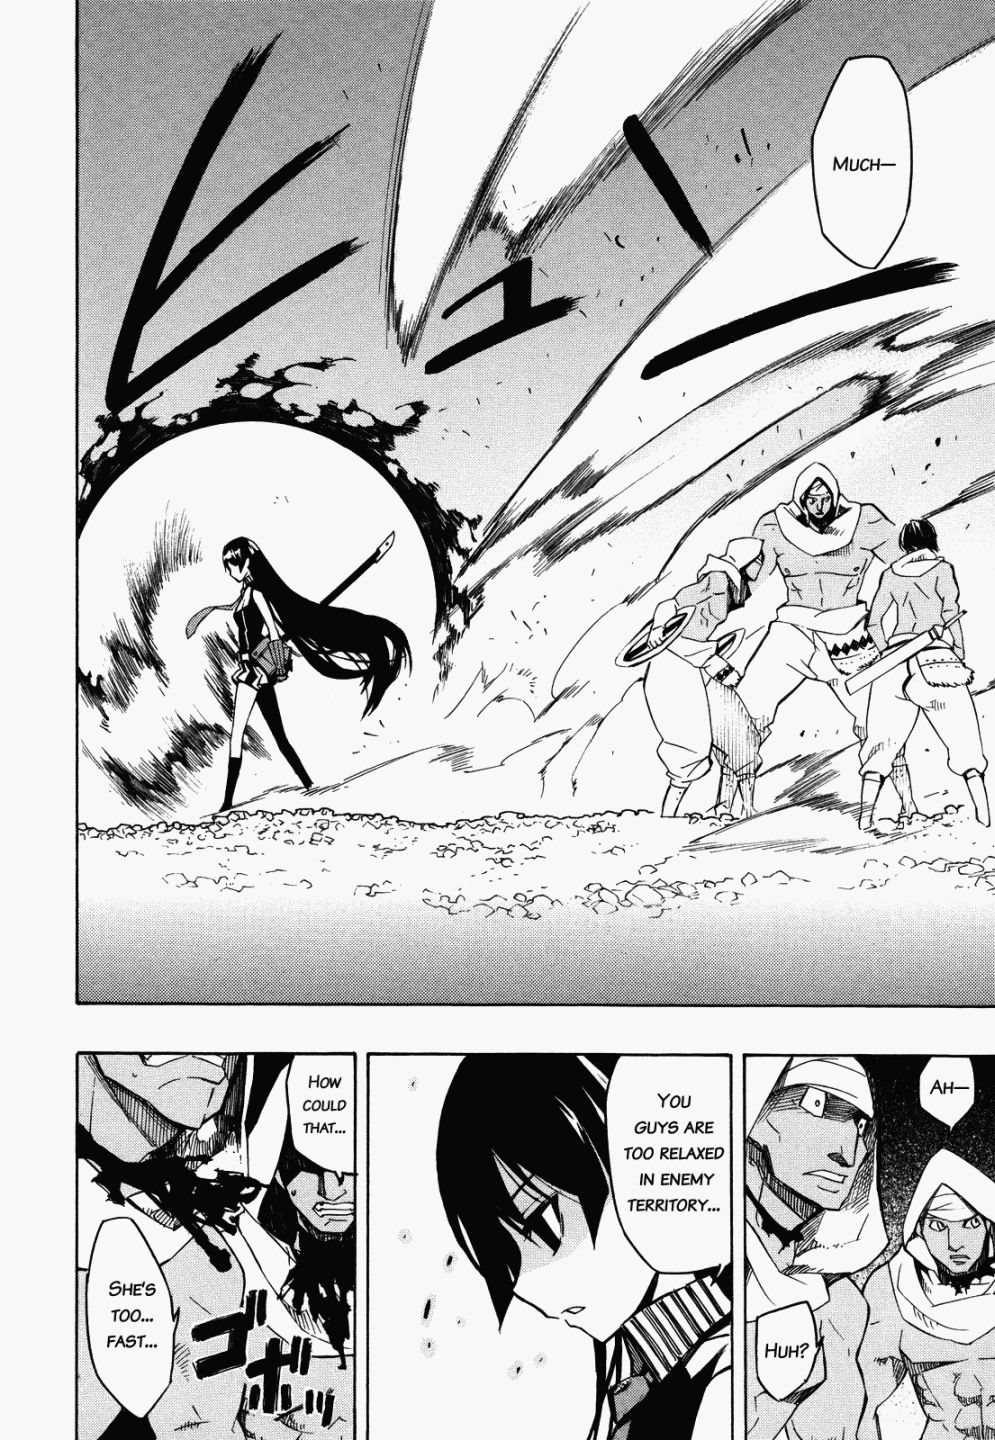 MUCH—
ビュー
AH—
HUH?
YOU
GUYS ARE
TOO RELAXED
IN ENEMY
TERRITORY...
HOW
COULD
THAT...
SHE'S
TOO...
FAST...
ゴボッ